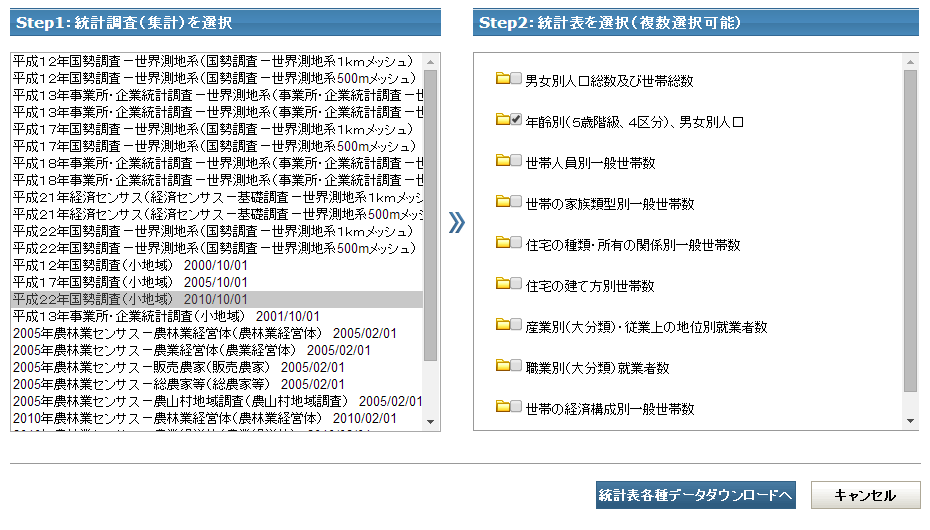 Step1：統計調査（集計）を選択
平成12年国勢調査－世界測地系（国勢調査－世界測地系1kmメッシュ）
平成12年国勢調査－世界測地系（国勢調査－世界測地系500mメッシュ）
平成13年事業所・企業統計調査－世界測地系（事業所・企業統計調査－世
平成13年事業所・企業統計調査－世界測地系（事業所・企業統計調査－世
平成17年国勢調査－世界測地系（国勢調査－世界測地系1kmメッシュ）
平成17年国勢調査－世界測地系（国勢調査－世界測地系500mメッシュ）
平成18年事業所・企業統計調査－世界測地系（事業所・企業統計調査－世
平成18年事業所・企業統計調査－世界測地系（事業所・企業統計調査－世
平成21年経済センサス（経済センサス－基礎調査－世界測地系1kmメッシ
平成21年経済センサス（経済センサス－基礎調査－世界測地系500mメッシ
平成22年国勢調査－世界測地系（国勢調査－世界測地系1kmメッシュ）
平成22年国勢調査－世界測地系（国勢調査－世界測地系500mメッシュ）
平成12年国勢調査（小地域） 2000/10/01
平成17年国勢調査（小地域） 2005/10/01
平成22年国勢調査（小地域） 2010/10/01
平成13年事業所・企業統計調査（小地域） 2001/10/01
2005年農林業センサス－農林業経営体（農林業経営体） 2005/02/01
2005年農林業センサス－農業経営体（農業経営体） 2005/02/01
2005年農林業センサス－販売農家（販売農家） 2005/02/01
2005年農林業センサス－総農家等（総農家等） 2005/02/01
2005年農林業センサス－農山村地域調査（農山村地域調査） 2005/02/01
2010年農林業センサス－農林業経営体（農林業経営体） 2010/02/01
»
Step2：統計表を選択（複数選択可能）
男女別人口総数及び世帯総数
年齢別（5歳階級、4区分）、男女別人口
世帯人員別一般世帯数
世帯の家族類型別一般世帯数
住宅の種類・所有の関係別一般世帯数
住宅の建て方別世帯数
産業別（大分類）・従業上の地位別就業者数
職業別（大分類）就業者数
世帯の経済構成別一般世帯数
統計表各種データダウンロードへ
キャンセル